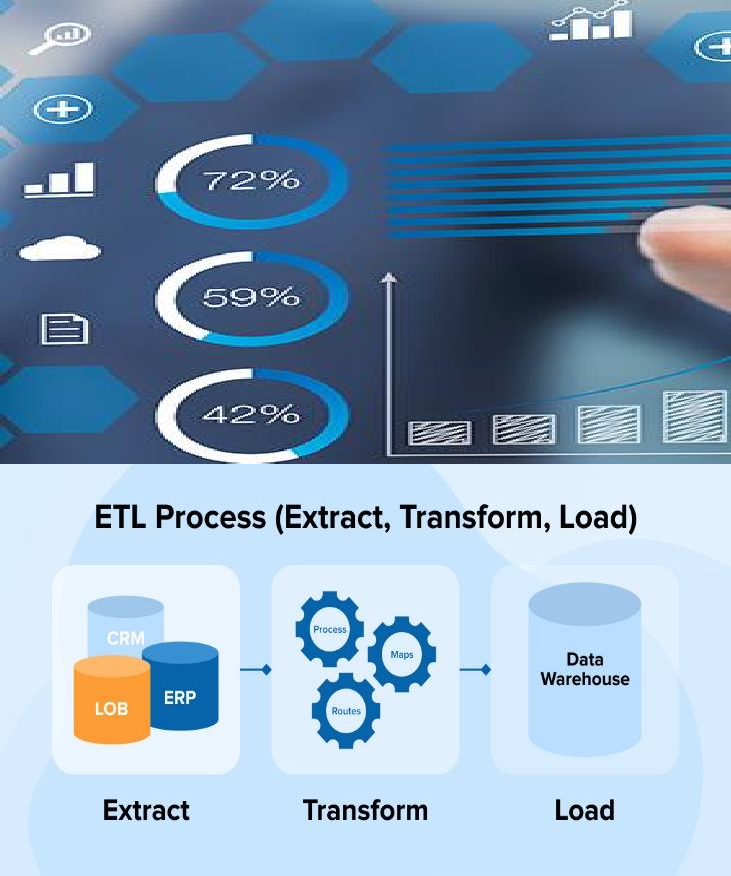 72%
59%
42%
ETL Process (Extract, Transform, Load)
CRM
LOB
ERP
Process
Maps
Routes
Data
Warehouse
Extract
Transform
Load